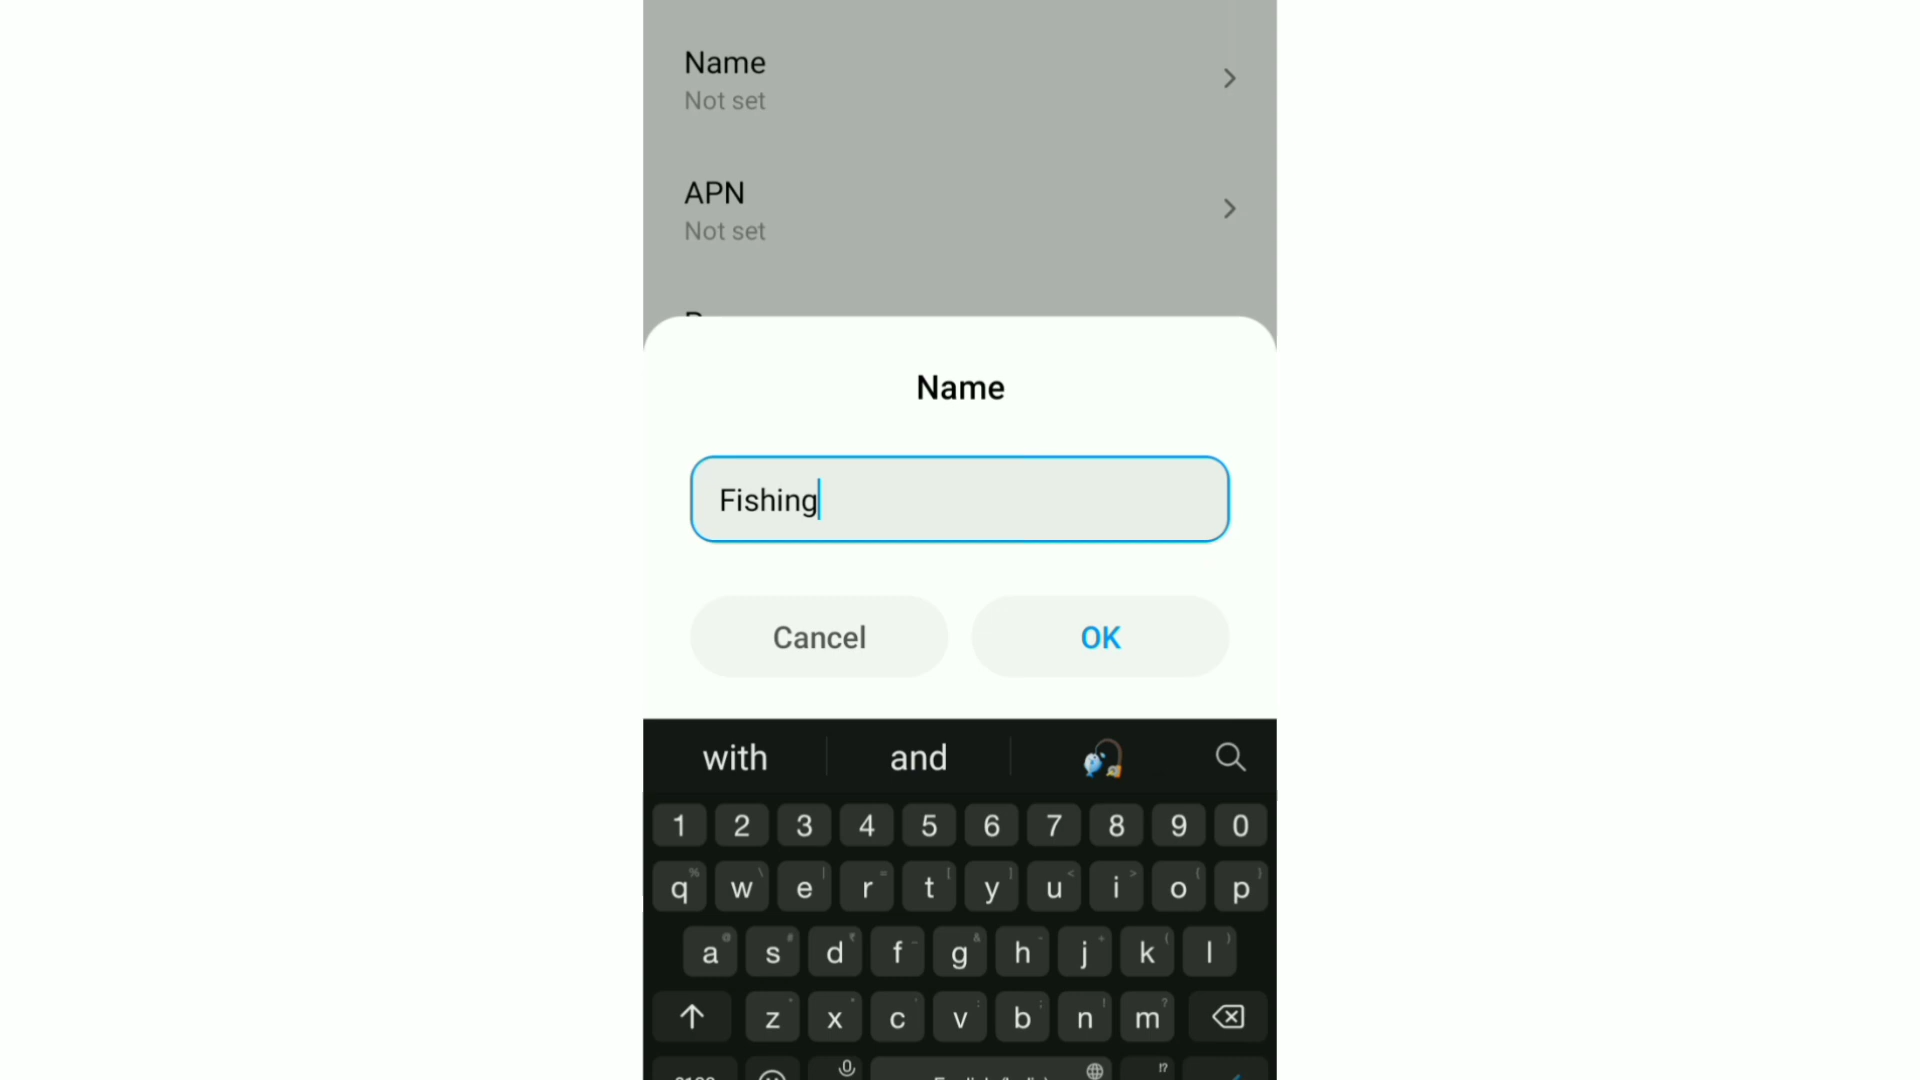 Name
Not set
APN
Not set
Name
Fishing
Cancel
OK
with and
1 2 3 4 5 6 7 8 9 0
q w e r t y u i o p
a s d f g h j k l
z x c v b n m